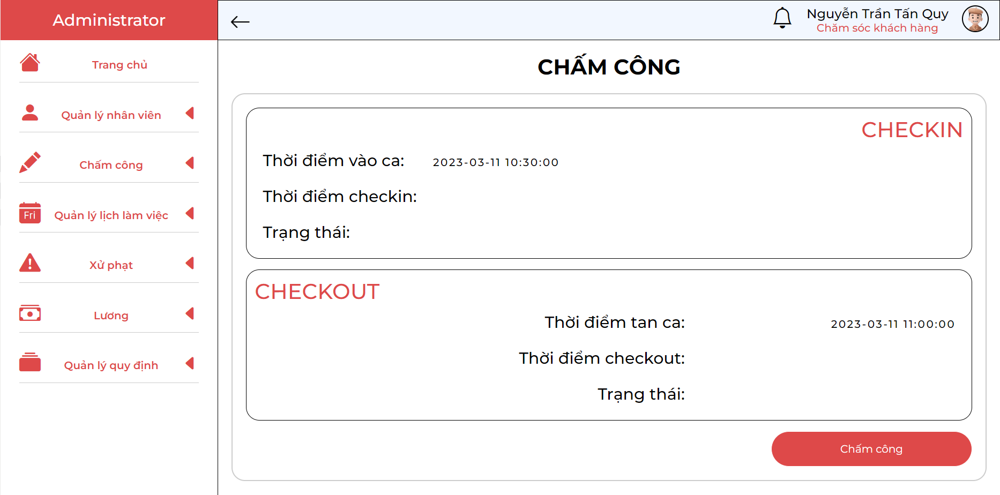 Administrator
Nguyễn Trần Tấn Quy
Chăm sóc khách hàng
Trang chủ
Quản lý nhân viên
Chấm công
Fri
Quản lý lịch làm việc
Xử phạt
Lương
Quản lý quy định
CHẤM CÔNG
CHECKIN
Thời điểm vào ca: 2023-03-11 10:30:00
Thời điểm checkin:
Trạng thái:
CHECKOUT
Thời điểm tan ca: 2023-03-11 11:00:00
Thời điểm checkout:
Trạng thái:
Chấm công